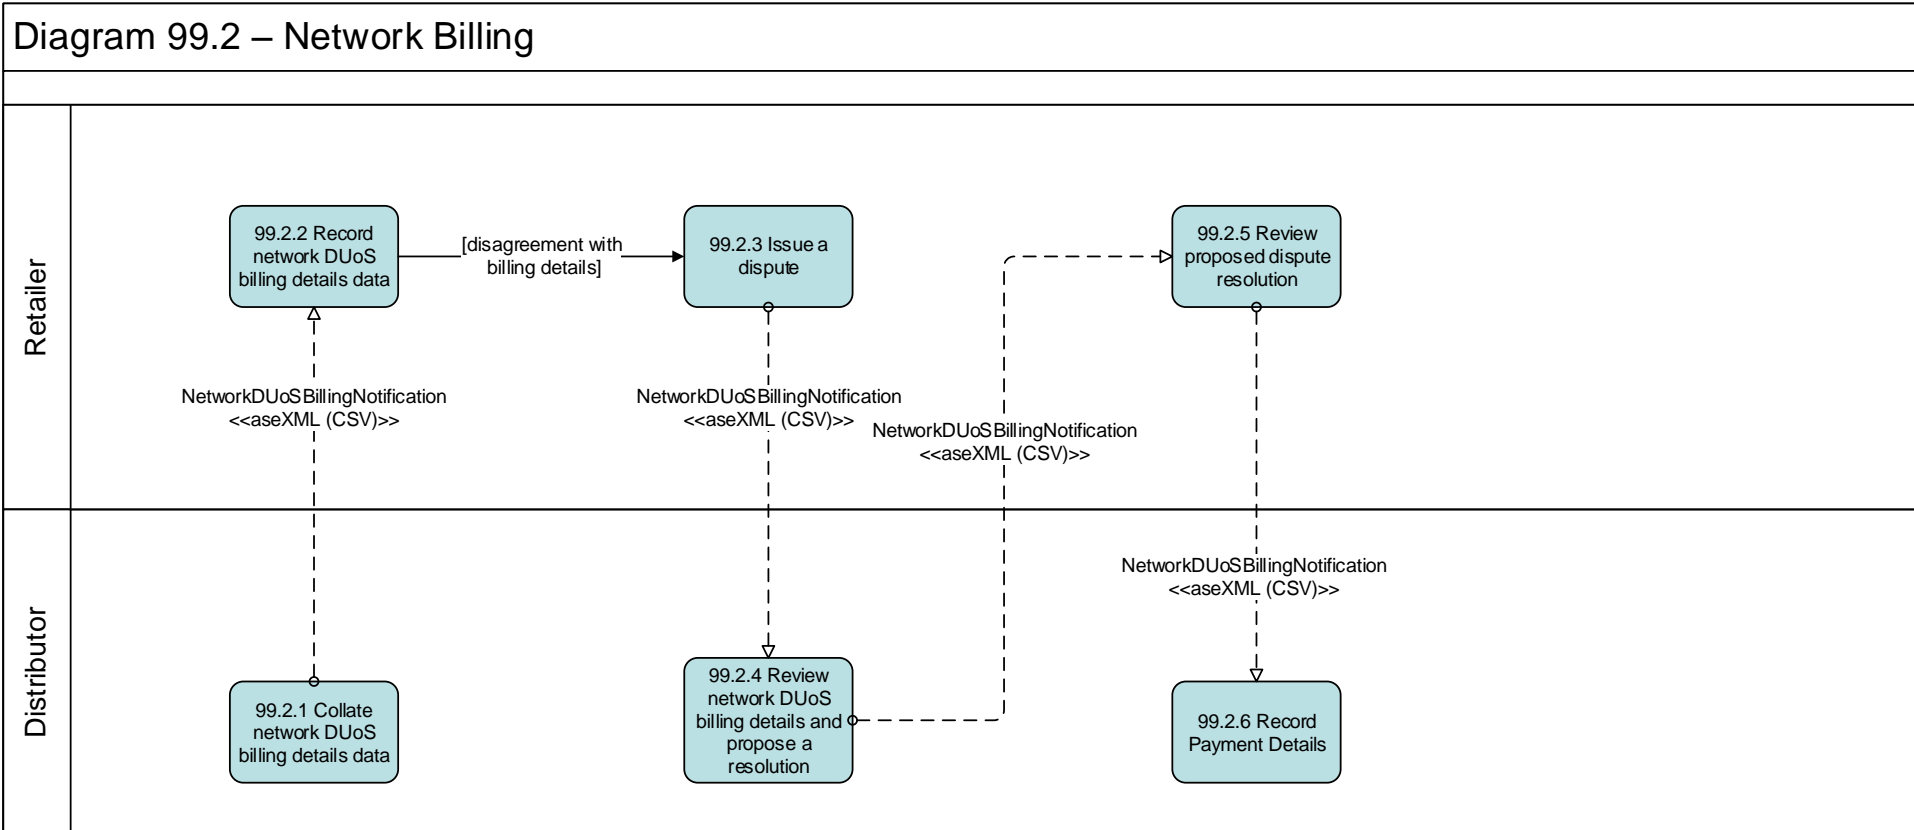 Diagram 99.2 – Network Billing
Retailer
99.2.2 Record
network DUoS
billing details data
[disagreement with
billing details]
99.2.3 Issue a
dispute
99.2.5 Review
proposed dispute
resolution
NetworkDUoSBillingNotification
<<aseXML (CSV)>>
NetworkDUoSBillingNotification
<<aseXML (CSV)>>
NetworkDUoSBillingNotification
<<aseXML (CSV)>>
NetworkDUoSBillingNotification
<<aseXML (CSV)>>
Distributor
99.2.1 Collate
network DUoS
billing details data
99.2.4 Review
network DUoS
billing details and
propose a
resolution
99.2.6 Record
Payment Details